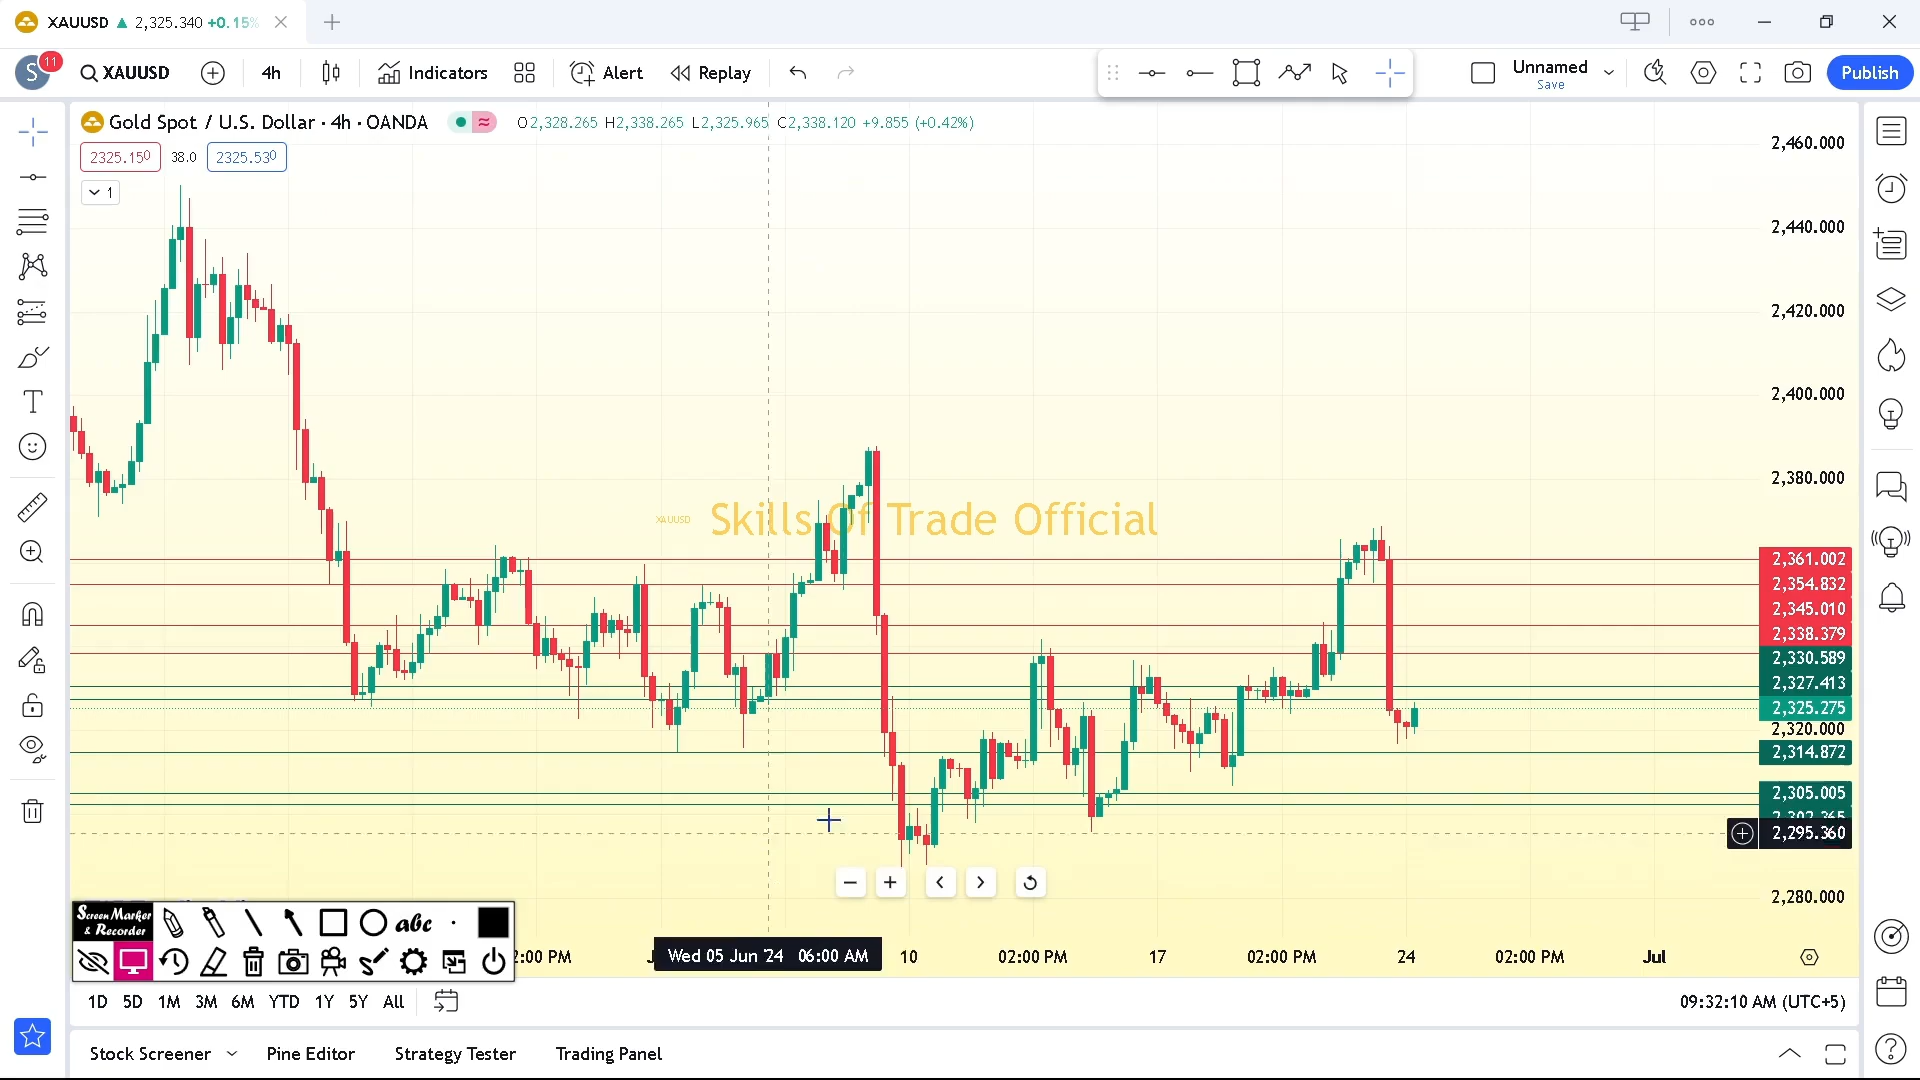 XAUUSD ▲ 2,325.340 +0.15%
S 11 XAUUSD 4h Indicators Alert Replay Unnamed Save Publish
Gold Spot / U.S. Dollar · 4h · OANDA O2,328.265 H2,338.265 L2,325.965 C2,338.120 +9.855 (+0.42%)
2325.150 38.0 2325.530
1
2,460.000
2,440.000
2,420.000
2,400.000
2,380.000
XAUUSD Skills Of Trade Official
2,361.002
2,354.832
2,345.010
2,338.379
2,330.589
2,327.413
2,325.275
2,320.000
2,314.872
2,305.005
2,302.365
2,295.360
2,280.000
Screen Marker & Recorder abc
:00 PM Wed 05 Jun '24 06:00 AM 10 02:00 PM 17 02:00 PM 24 02:00 PM Jul
1D 5D 1M 3M 6M YTD 1Y 5Y All 09:32:10 AM (UTC+5)
Stock Screener Pine Editor Strategy Tester Trading Panel